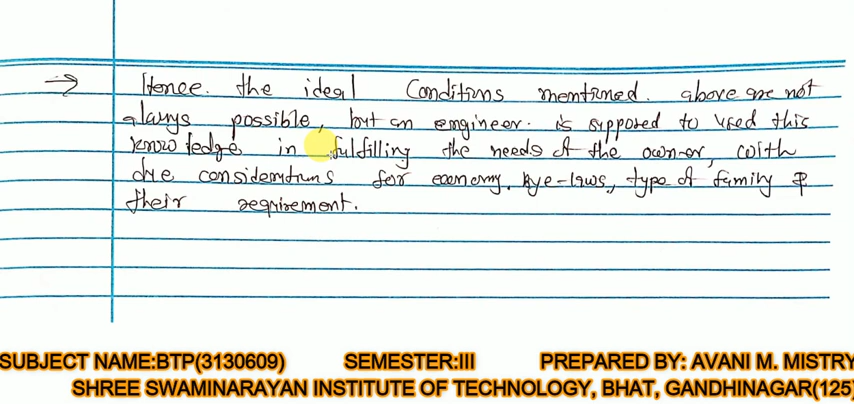 → Hence. the ideal Conditions mentioned. above are not
always possible, but an engineer. is supposed to used this
knowledge in fulfilling the needs of the owner, with
due considerations for economy, bye-laws, type of family &
their requirement.
SUBJECT NAME:BTP(3130609) SEMESTER:III PREPARED BY: AVANI M. MISTRY
SHREE SWAMINARAYAN INSTITUTE OF TECHNOLOGY, BHAT, GANDHINAGAR(125)